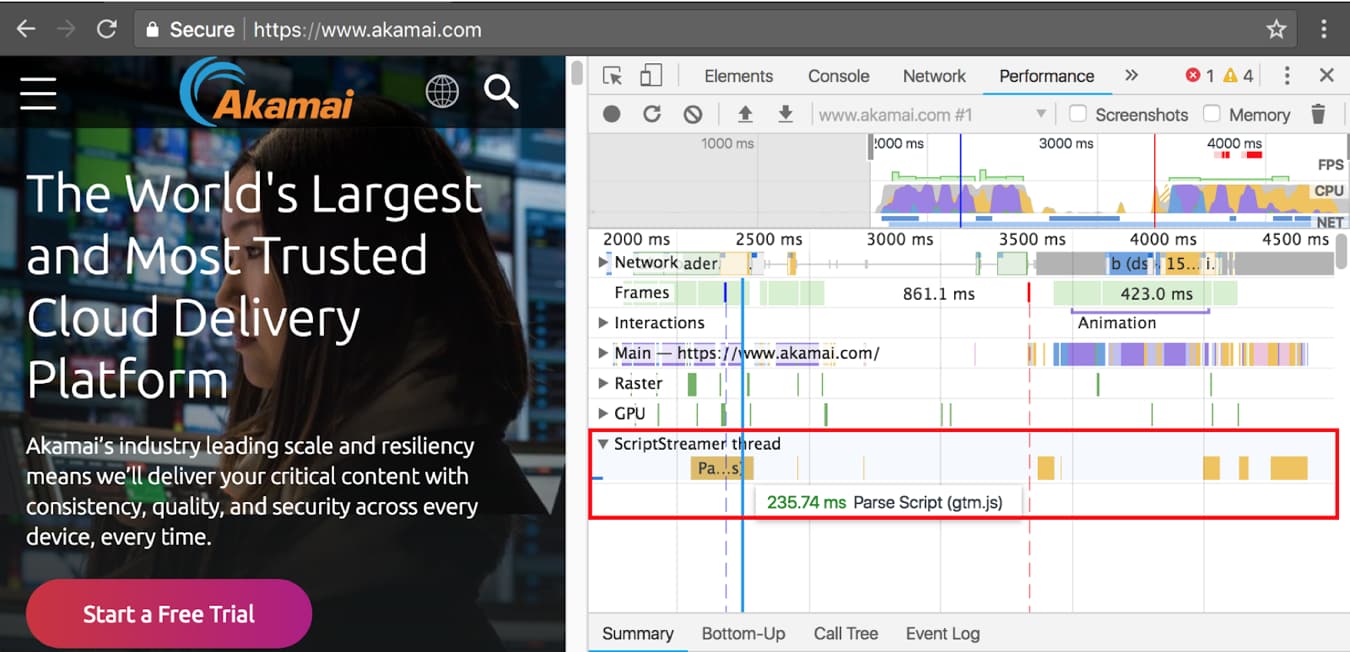 Secure https://www.akamai.com
Akamai
The World's Largest
and Most Trusted
Cloud Delivery
Platform
Akamai's industry leading scale and resiliency
means we'll deliver your critical content with
consistency, quality, and security across every
device, every time.
Start a Free Trial
Elements Console Network Performance » 1 4
www.akamai.com #1 Screenshots Memory
1000 ms 2000 ms 3000 ms 4000 ms
FPS
CPU
NET
2000 ms 2500 ms 3000 ms 3500 ms 4000 ms 4500 ms
Network ader. . b (ds 15... i.
Frames 861.1 ms 423.0 ms
Interactions Animation
Main — https://www.akamai.com/
Raster
GPU
ScriptStreamer thread
Pa...s)
235.74 ms Parse Script (gtm.js)
Summary Bottom-Up Call Tree Event Log